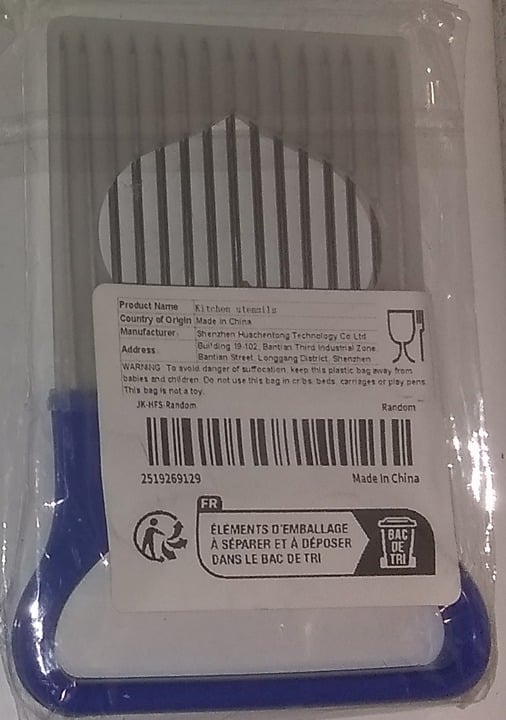 Product Name Kitchen utensils
Country of Origin Made in China
Manufacturer Shenzhen Huachentong Technology Co Ltd
Address Building 19-102, Bantian Third Industrial Zone
Bantian Street, Longgang District, Shenzhen
WARNING: To avoid danger of suffocation, keep this plastic bag away from
babies and children. Do not use this bag in cribs, beds, carriages or play pens.
This bag is not a toy.
JK-HFS-Random Random
2519269129 Made In China
FR
ÉLÉMENTS D'EMBALLAGE
À SÉPARER ET À DÉPOSER
DANS LE BAC DE TRI
BAC
DE
TRI